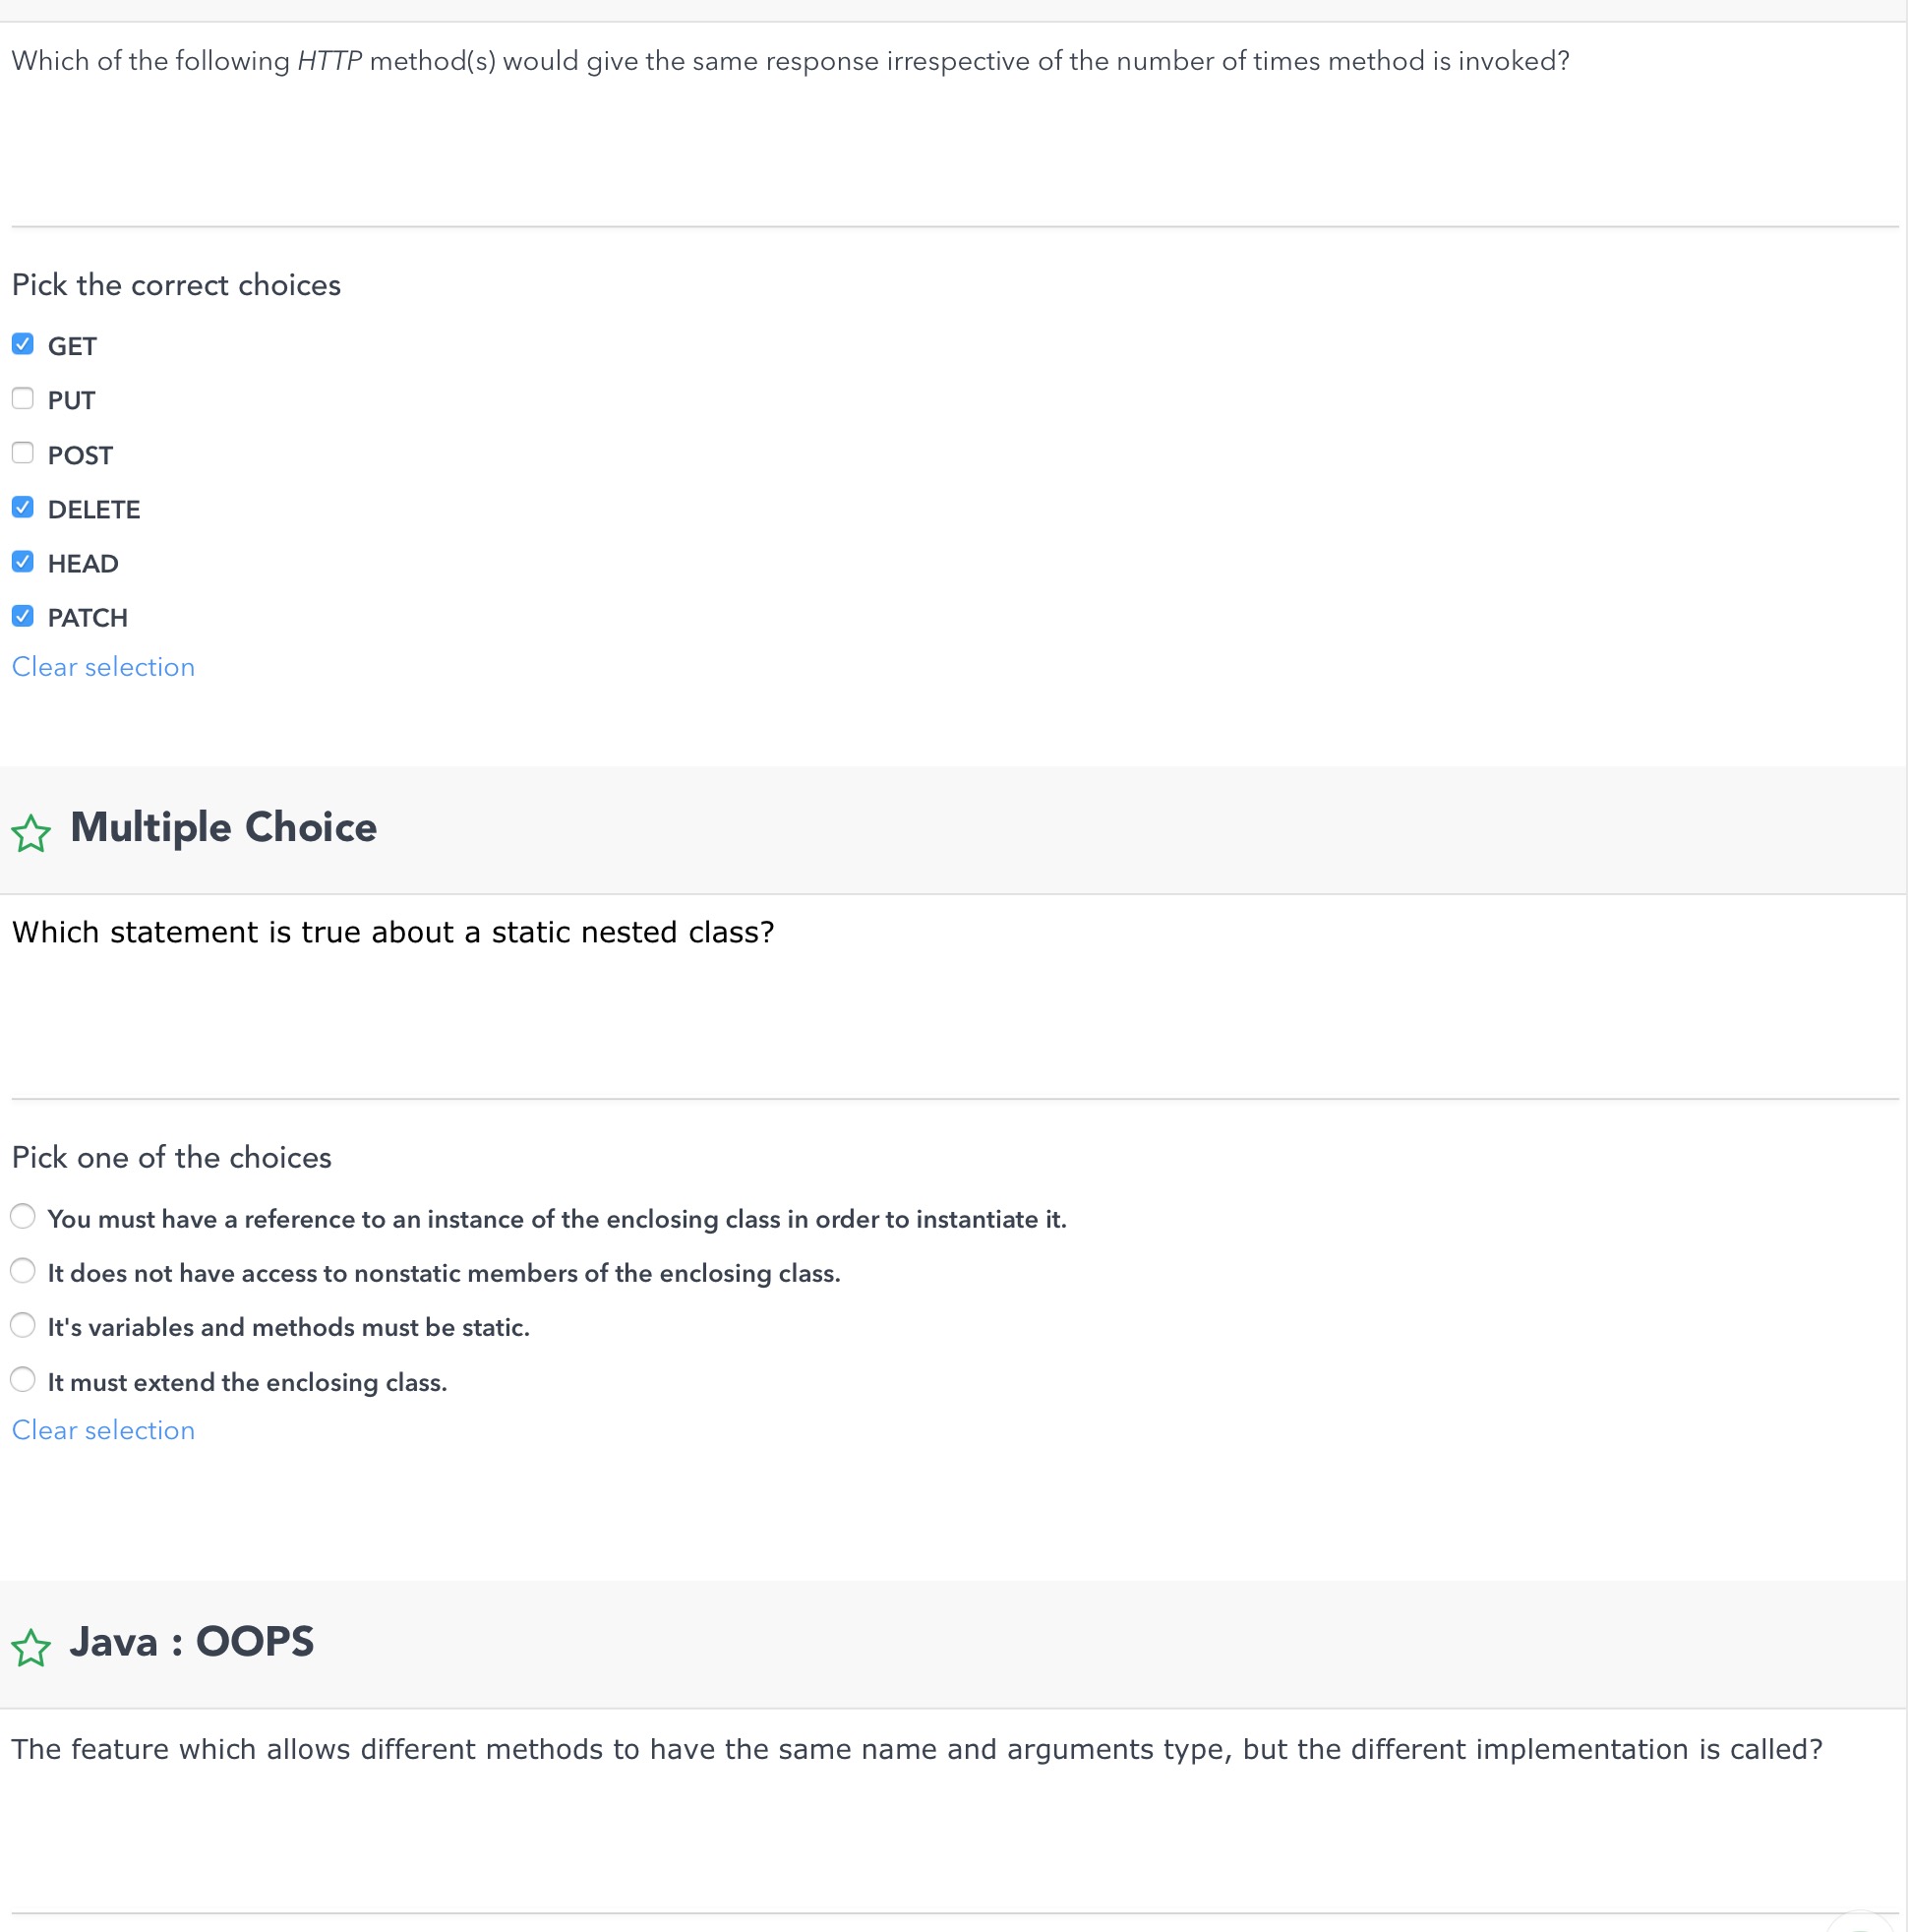 Which of the following HTTP method(s) would give the same response irrespective of the number of times method is invoked?
Pick the correct choices
GET
PUT
POST
DELETE
HEAD
PATCH
Clear selection
Multiple Choice
Which statement is true about a static nested class?
Pick one of the choices
You must have a reference to an instance of the enclosing class in order to instantiate it.
It does not have access to nonstatic members of the enclosing class.
It's variables and methods must be static.
It must extend the enclosing class.
Clear selection
Java : OOPS
The feature which allows different methods to have the same name and arguments type, but the different implementation is called?